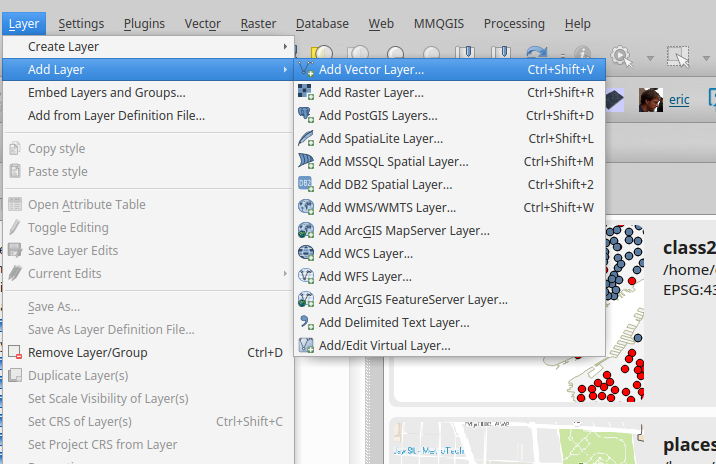 Layer Settings Plugins Vector Raster Database Web MMQGIS Processing Help
Create Layer
Add Layer
Embed Layers and Groups...
Add from Layer Definition File...
Copy style
Paste style
Open Attribute Table
Toggle Editing
Save Layer Edits
Current Edits
Save As...
Save As Layer Definition File...
Remove Layer/Group Ctrl+D
Duplicate Layer(s)
Set Scale Visibility of Layer(s)
Set CRS of Layer(s) Ctrl+Shift+C
Set Project CRS from Layer
Add Vector Layer... Ctrl+Shift+V
Add Raster Layer... Ctrl+Shift+R
Add PostGIS Layers... Ctrl+Shift+D
Add SpatiaLite Layer... Ctrl+Shift+L
Add MSSQL Spatial Layer... Ctrl+Shift+M
DB2 Add DB2 Spatial Layer... Ctrl+Shift+2
Add WMS/WMTS Layer... Ctrl+Shift+W
Add ArcGIS MapServer Layer...
Add WCS Layer...
Add WFS Layer...
Add ArcGIS FeatureServer Layer...
Add Delimited Text Layer...
Add/Edit Virtual Layer...
eric
class2
/home/
EPSG:43
places
Jay St - MetroTech